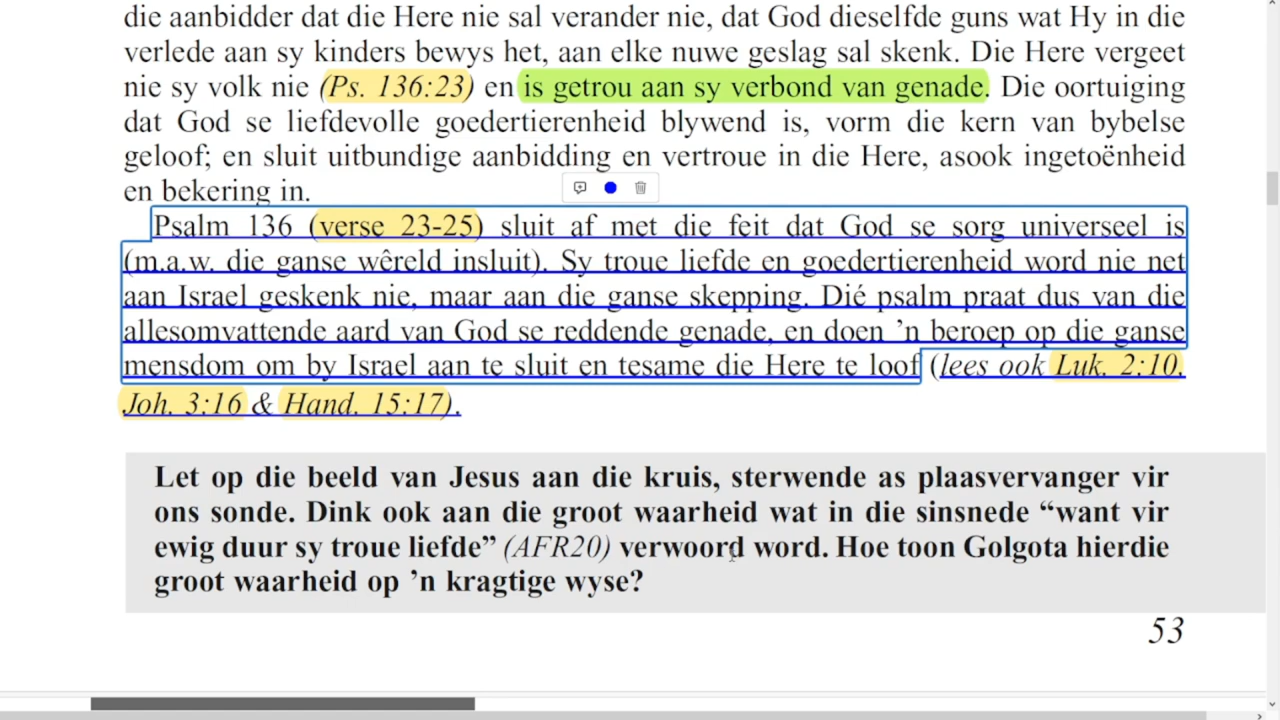 die aanbidder dat die Here nie sal verander nie, dat God dieselfde guns wat Hy in die
verlede aan sy kinders bewys het, aan elke nuwe geslag sal skenk. Die Here vergeet
nie sy volk nie (Ps. 136:23) en is getrou aan sy verbond van genade. Die oortuiging
dat God se liefdevolle goedertierenheid blywend is, vorm die kern van bybelse
geloof; en sluit uitbundige aanbidding en vertroue in die Here, asook ingetoënheid
en bekering in.
Psalm 136 (verse 23-25) sluit af met die feit dat God se sorg universeel is
(m.a.w. die ganse wêreld insluit). Sy troue liefde en goedertierenheid word nie net
aan Israel geskenk nie, maar aan die ganse skepping. Dié psalm praat dus van die
allesomvattende aard van God se reddende genade, en doen ’n beroep op die ganse
mensdom om by Israel aan te sluit en tesame die Here te loof (lees ook Luk. 2:10,
Joh. 3:16 & Hand. 15:17).
Let op die beeld van Jesus aan die kruis, sterwende as plaasvervanger vir
ons sonde. Dink ook aan die groot waarheid wat in die sinsnede “want vir
ewig duur sy troue liefde” (AFR20) verwoord word. Hoe toon Golgota hierdie
groot waarheid op ’n kragtige wyse?
53